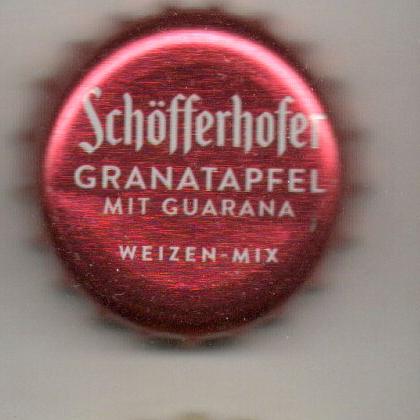 Schöfferhofer
GRANATAPFEL
MIT GUARANA
WEIZEN-MIX